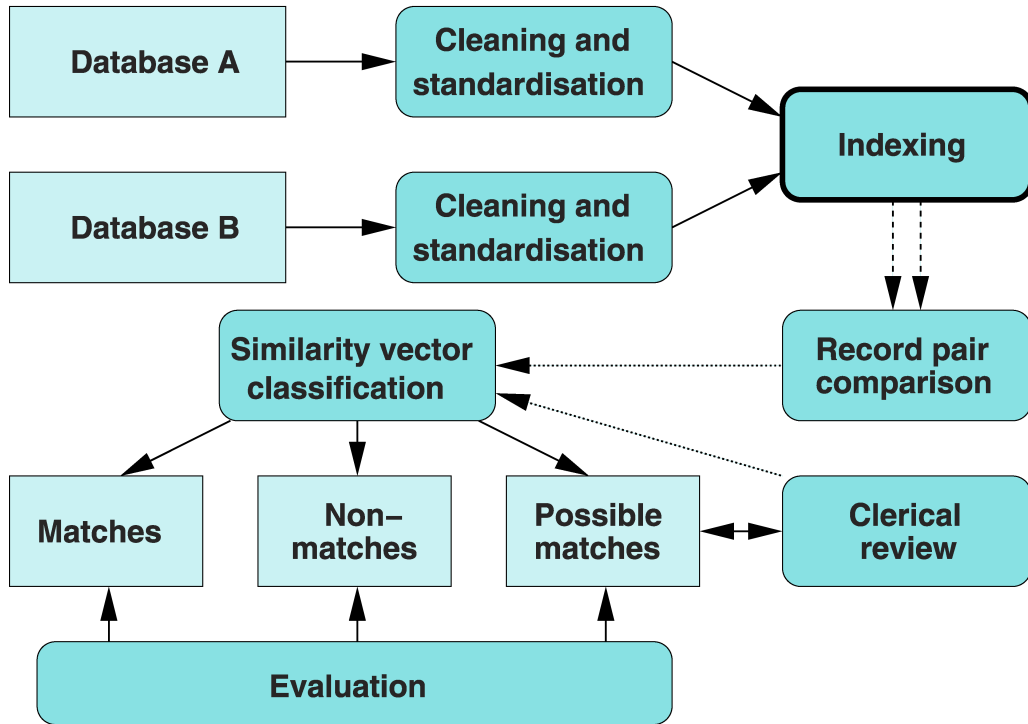 Database A
Cleaning and
standardisation
Indexing
Database B
Cleaning and
standardisation
Similarity vector
classification
Record pair
comparison
Matches
Non–
matches
Possible
matches
Clerical
review
Evaluation